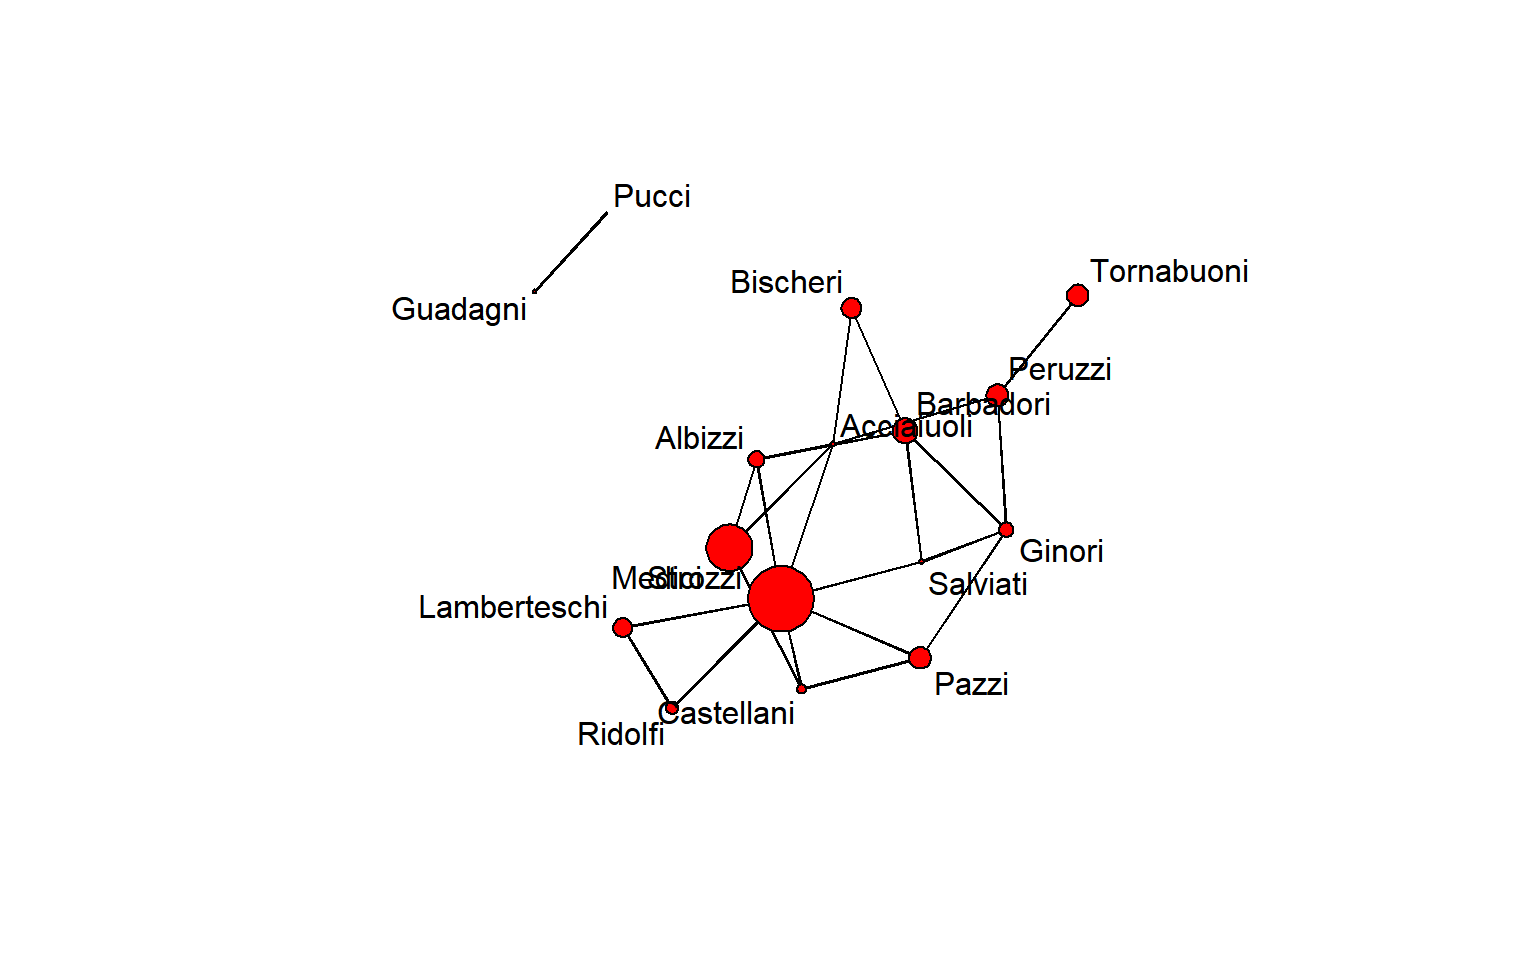 Pucci
Tornabuoni
Bischeri
Guadagni
Peruzzi
Barbadori
Acciaiuoli
Albizzi
Ginori
Medici
Strozzi
Salviati
Lamberteschi
Pazzi
Castellani
Ridolfi